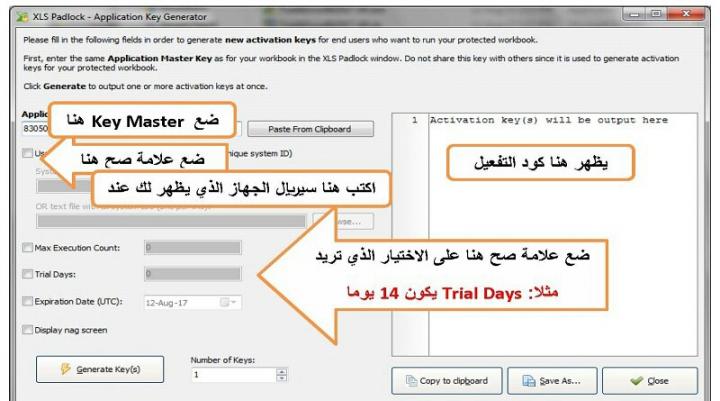 XLS Padlock - Application Key Generator
Please fill in the following fields in order to generate new activation keys for end users who want to run your protected workbook.
First, enter the same Application Master Key as for your workbook in the XLS Padlock window. Do not share this key with others since it is used to generate activation
keys for your protected workbook.
Click Generate to output one or more activation keys at once.
ضع Key Master هنا
83050
Paste From Clipboard
1 Activation key(s) will be output here
ique system ID)
ضع علامة صح هنا
يظهر هنا كود التفعيل
اكتب هنا سيريال الجهاز الذي يظهر لك عند
OR text file
Max Execution Count: 0
ضع علامة صح هنا على الاختيار الذي تريد
Trial Days: 0
مثلا: Trial Days يكون 14 يوما
Expiration Date (UTC): 12-Aug-17
Display nag screen
Generate Key(s)
Number of Keys:
1
Copy to clipboard
Save As...
Close